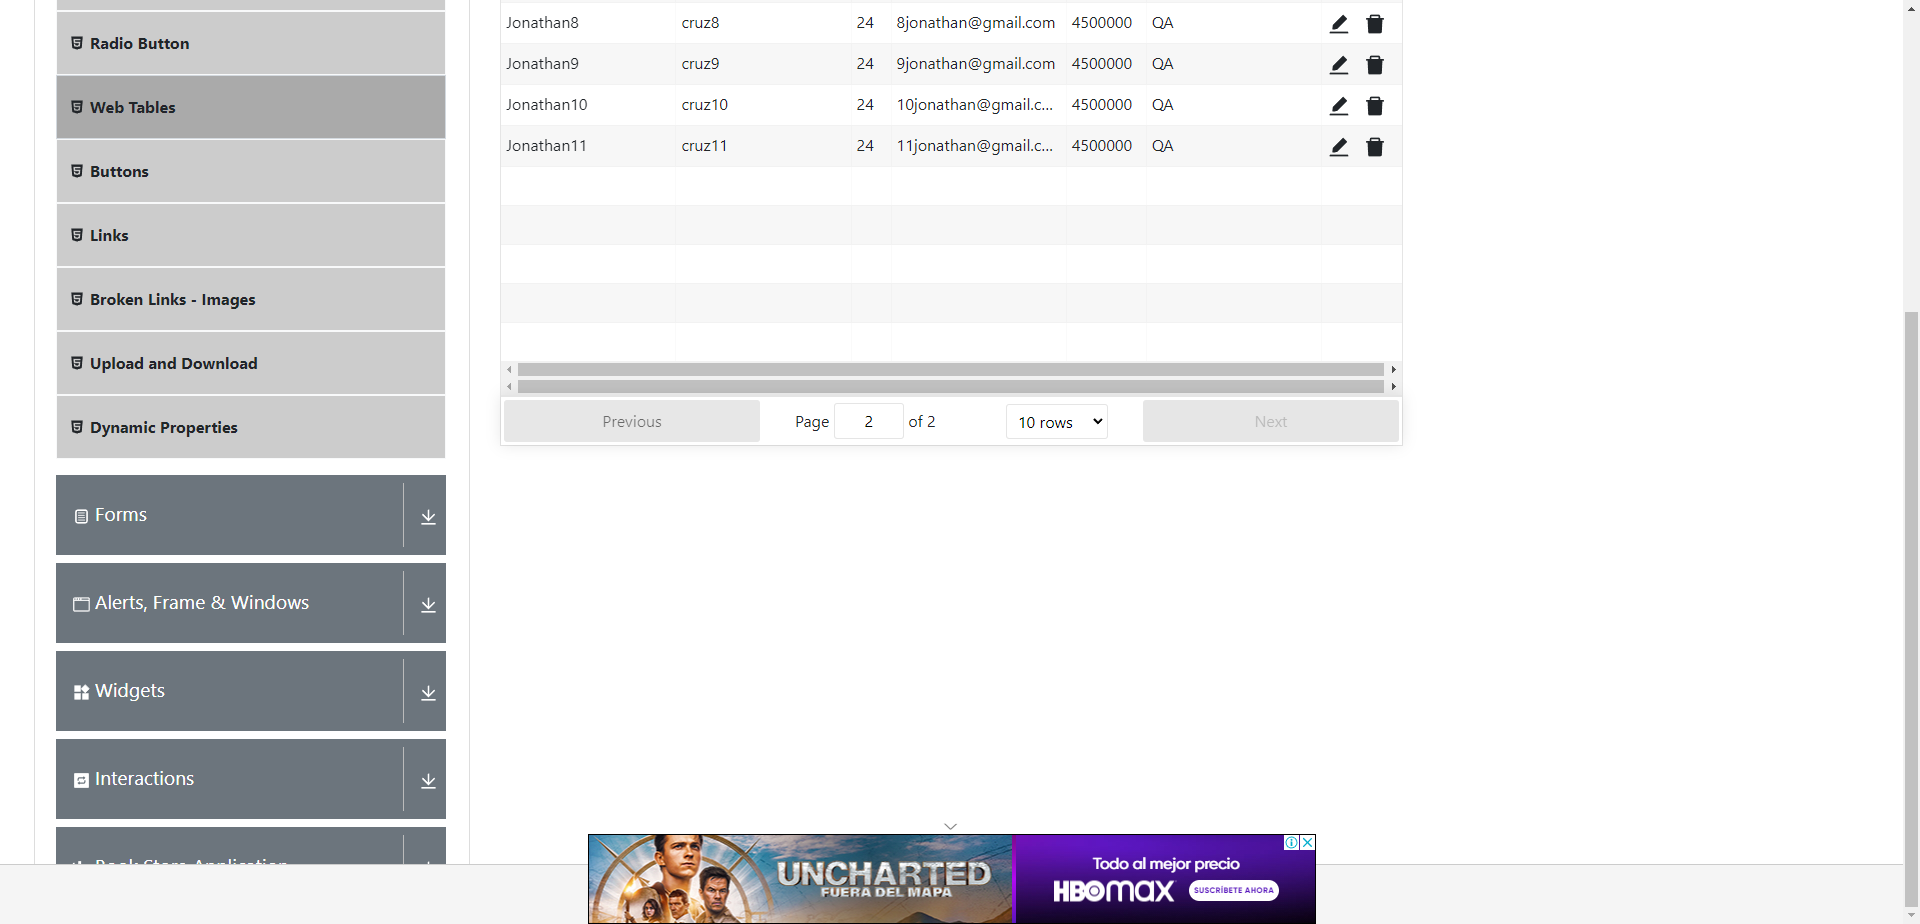 Radio Button
Web Tables
Buttons
Links
Broken Links - Images
Upload and Download
Dynamic Properties
Forms
Alerts, Frame & Windows
Widgets
Interactions
Book Store Application
Jonathan8 cruz8 24 8jonathan@gmail.com 4500000 QA
Jonathan9 cruz9 24 9jonathan@gmail.com 4500000 QA
Jonathan10 cruz10 24 10jonathan@gmail.c... 4500000 QA
Jonathan11 cruz11 24 11jonathan@gmail.c... 4500000 QA
Previous Page 2 of 2 10 rows Next
UNCHARTED
FUERA DEL MAPA
Todo al mejor precio
HBOMAX SUSCRÍBETE AHORA